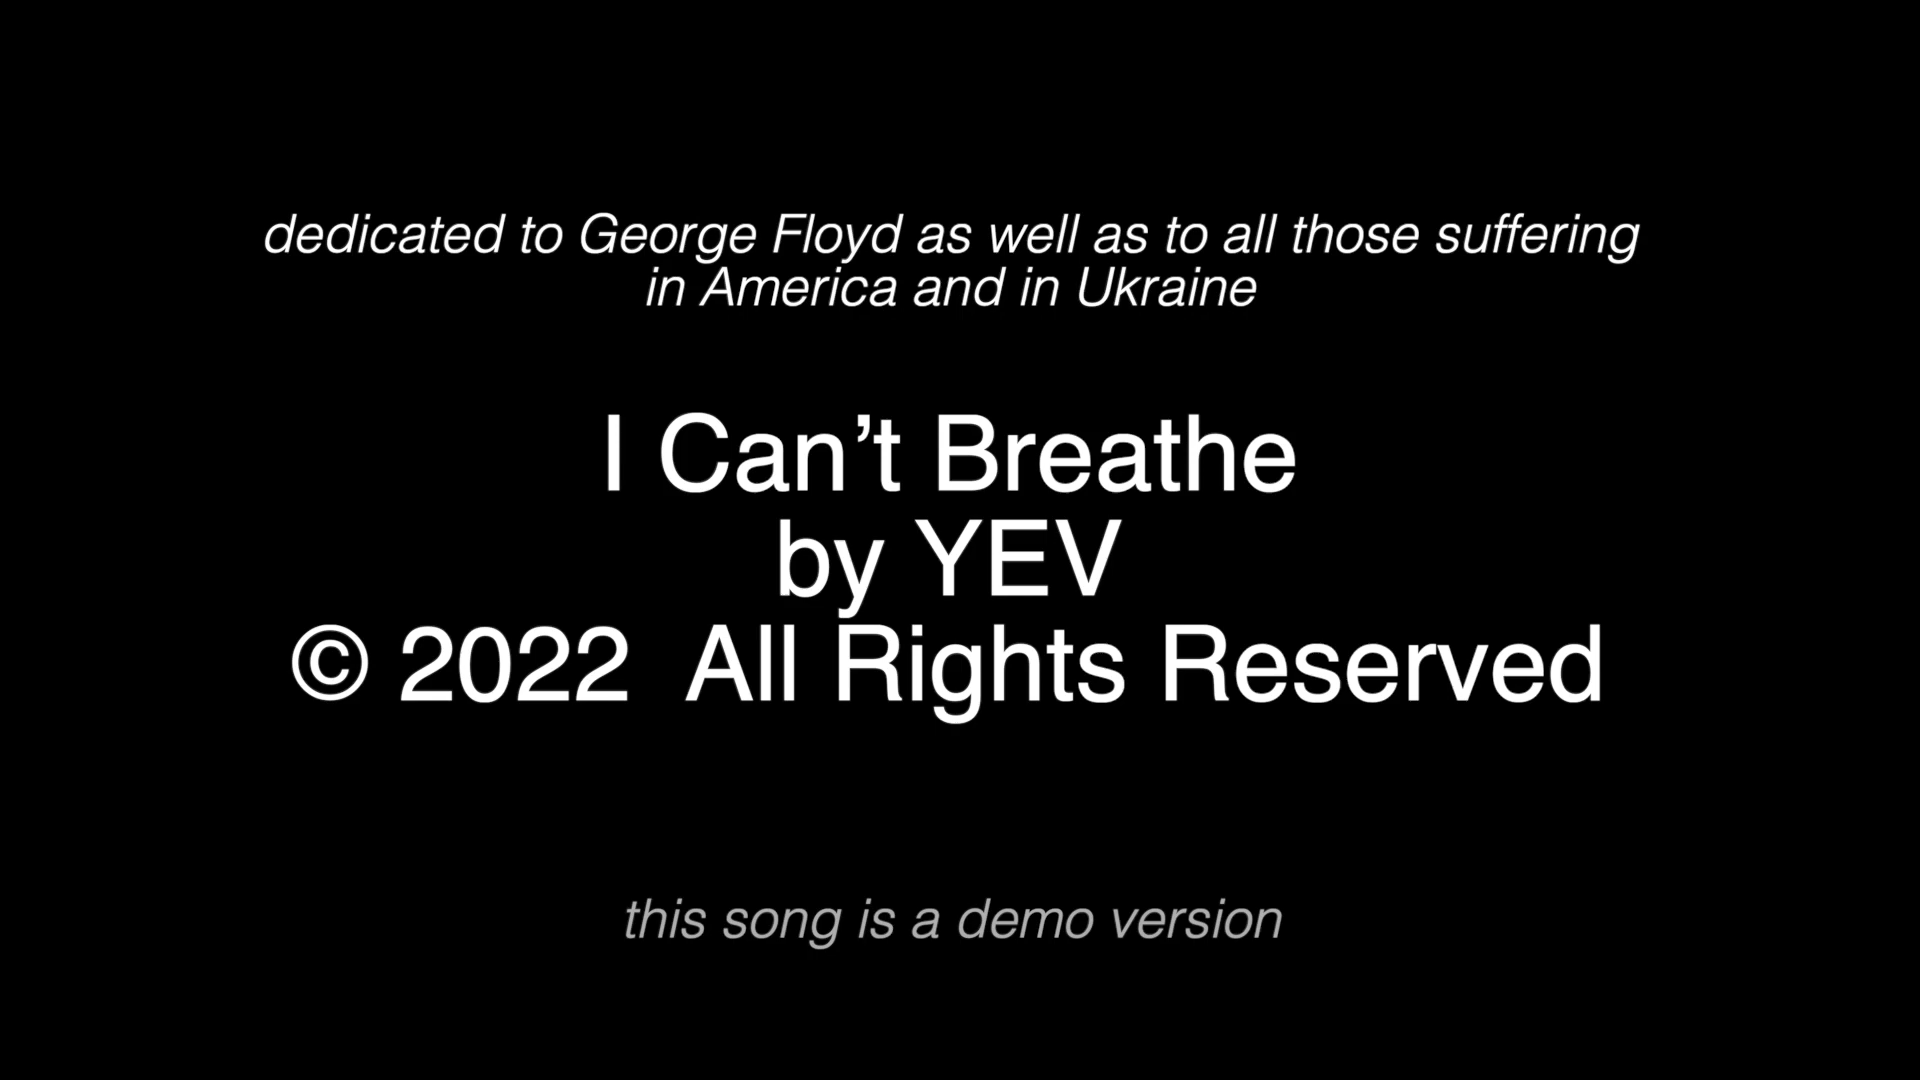 dedicated to George Floyd as well as to all those suffering
in America and in Ukraine
I Can’t Breathe
by YEV
© 2022  All Rights Reserved
this song is a demo version